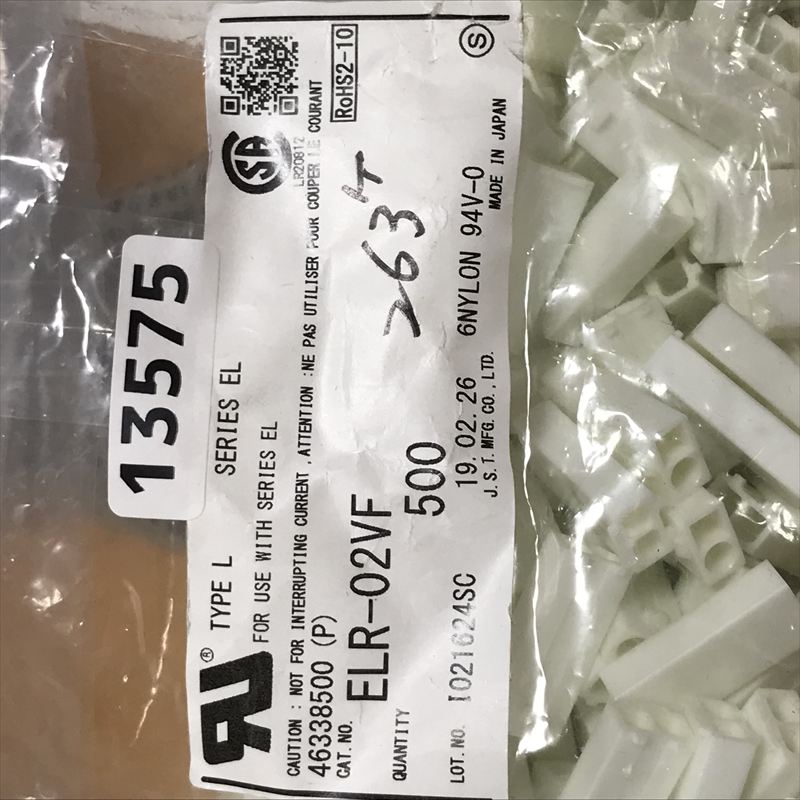 13575
TYPE L SERIES EL
FOR USE WITH SERIES EL
LR20812
CAUTION : NOT FOR INTERRUPTING CURRENT, ATTENTION :NE PAS UTILISER POUR COUPER LE COURANT
46338500 (P)
RoHS2-10
CAT. NO.
ELR-02VF
263ケ
QUANTITY
500
LOT. NO. I021624SC
19.02.26 6NYLON 94V-0
J.S.T. MFG. CO., LTD. MADE IN JAPAN
S